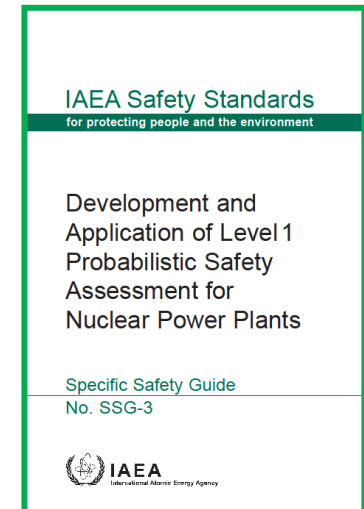 IAEA Safety Standards
for protecting people and the environment
Development and
Application of Level 1
Probabilistic Safety
Assessment for
Nuclear Power Plants
Specific Safety Guide
No. SSG-3
IAEA
International Atomic Energy Agency